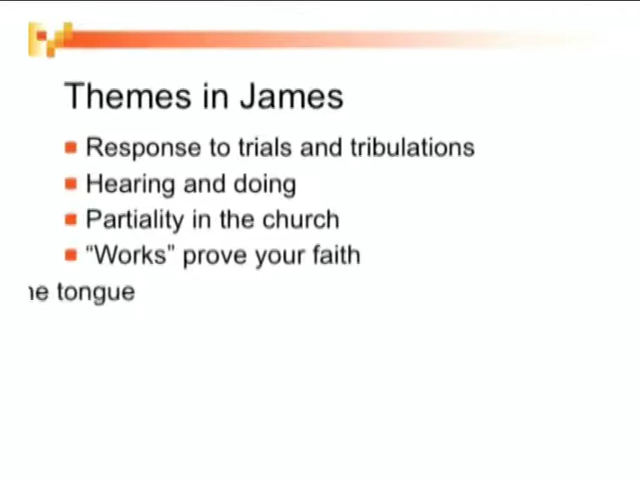 Themes in James
Response to trials and tribulations
Hearing and doing
Partiality in the church
“Works” prove your faith
tongue